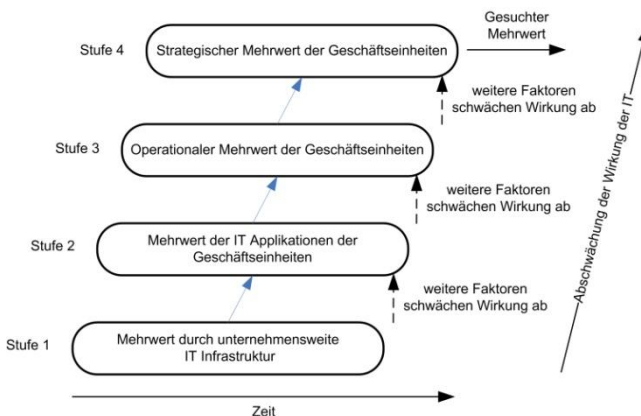 Gesuchter
Mehrwert
Stufe 4
Strategischer Mehrwert der Geschäftseinheiten
weitere Faktoren
schwächen Wirkung ab
Stufe 3
Operationaler Mehrwert der Geschäftseinheiten
weitere Faktoren
schwächen Wirkung ab
Stufe 2
Mehrwert der IT Applikationen der
Geschäftseinheiten
weitere Faktoren
schwächen Wirkung ab
Stufe 1
Mehrwert durch unternehmensweite
IT Infrastruktur
Zeit
Abschwächung der Wirkung der IT